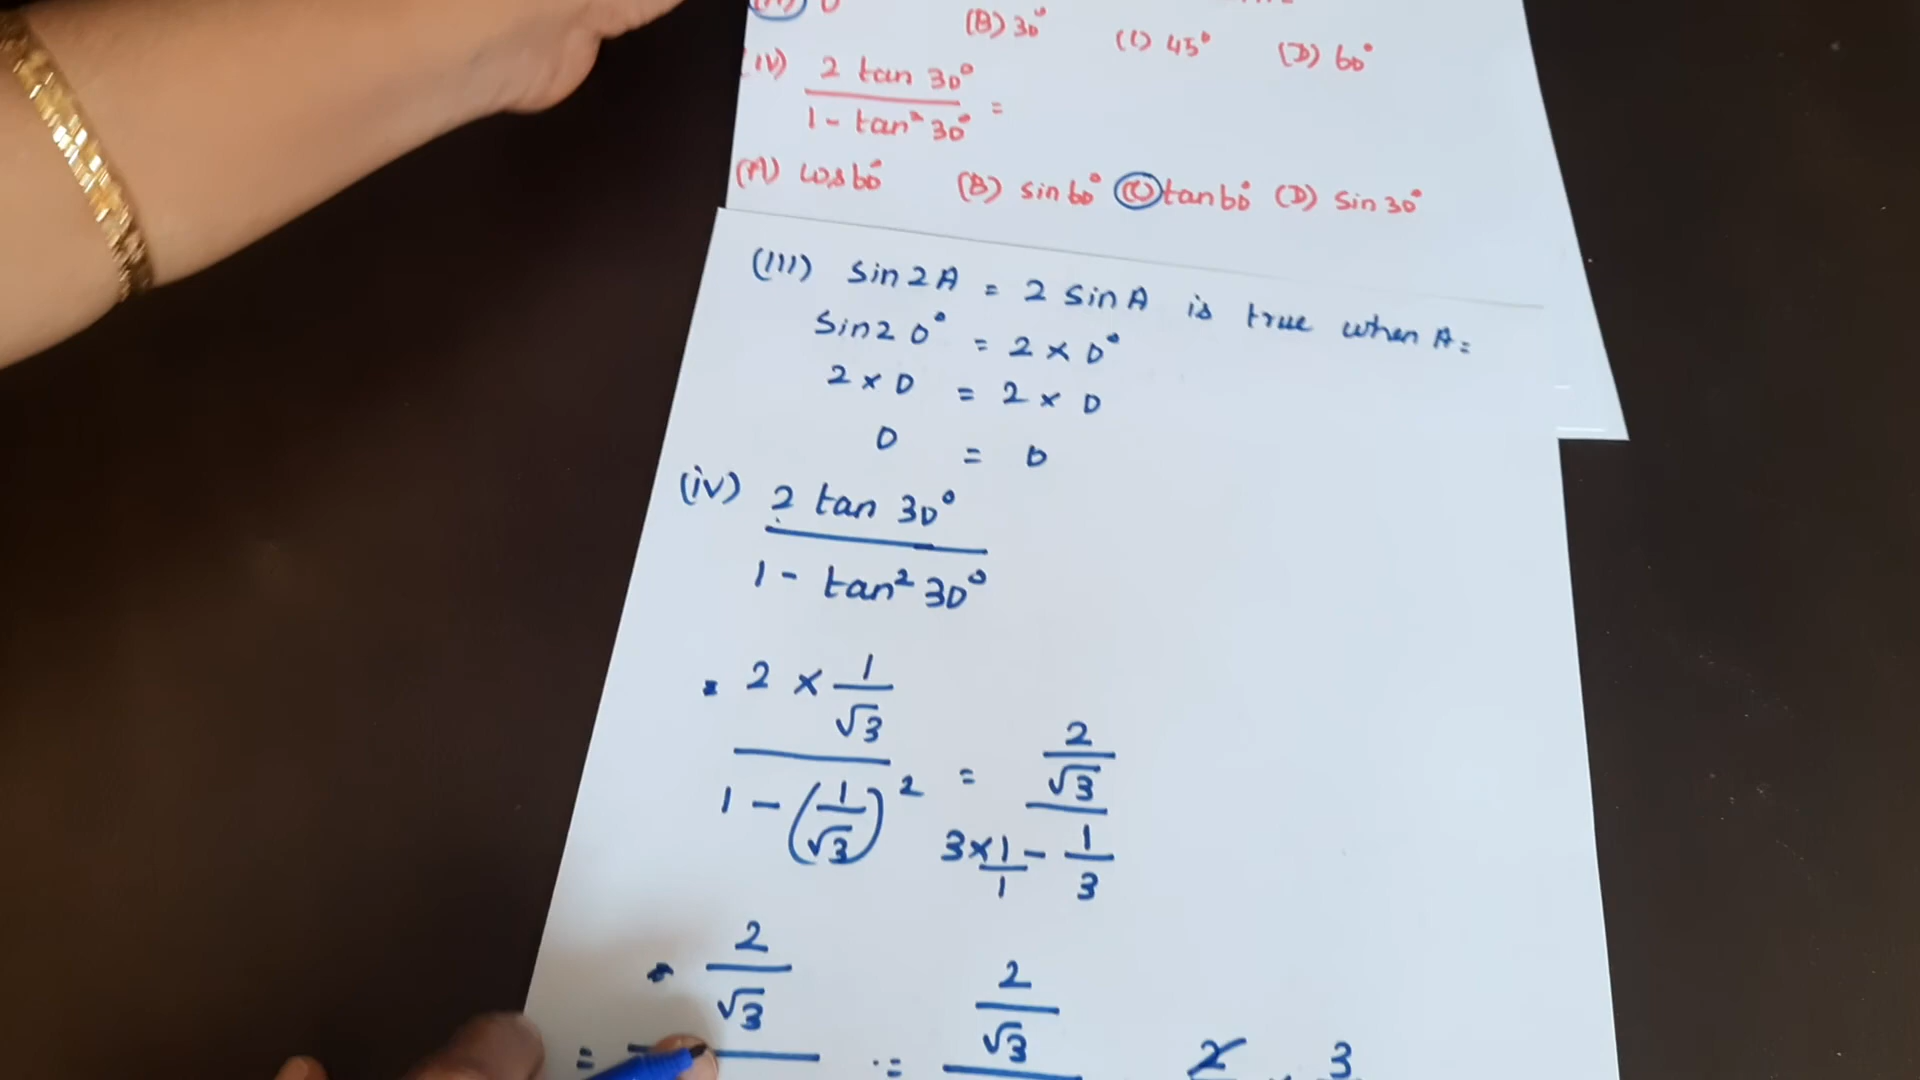 (A) 0 (B) 30° (C) 45° (D) 60°
(IV) 2 tan 30° / 1 - tan² 30° =
(A) cos 60° (B) sin 60° (C) tan 60° (D) sin 30°
(III) Sin 2A = 2 Sin A is true when A =
Sin 2 0° = 2 × 0°
2 × 0 = 2 × 0
0 = 0
(iv) 2 tan 30°
1 - tan² 30°
= 2 × 1/√3 / 1 - (1/√3)² = 2/√3 / 3×1/1 - 1/3
= 2/√3 = 2/√3 2 3